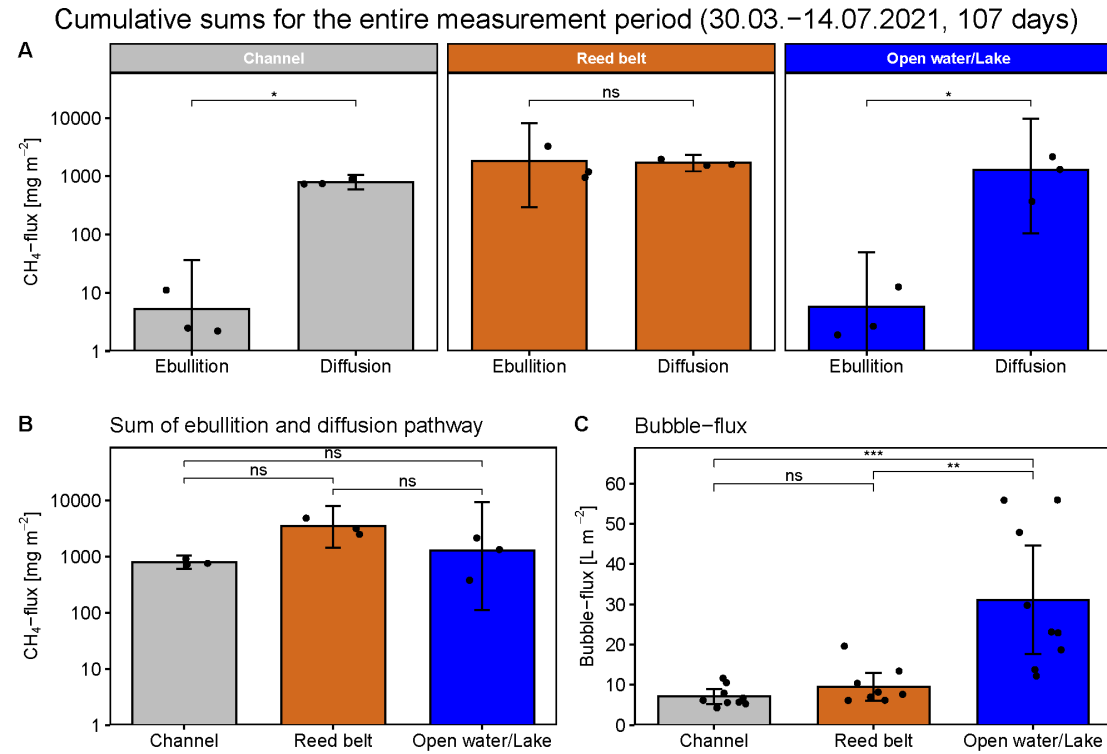 Cumulative sums for the entire measurement period (30.03.−14.07.2021, 107 days)
A
Channel
Reed belt
Open water/Lake
*
ns
*
CH₄−flux [mg m⁻²]
10000
1000
100
10
1
Ebullition
Diffusion
Ebullition
Diffusion
Ebullition
Diffusion
B
Sum of ebullition and diffusion pathway
ns
ns
ns
CH₄−flux [mg m⁻²]
10000
1000
100
10
1
Channel
Reed belt
Open water/Lake
C
Bubble−flux
***
**
ns
Bubble−flux [L m⁻²]
60
50
40
30
20
10
0
Channel
Reed belt
Open water/Lake